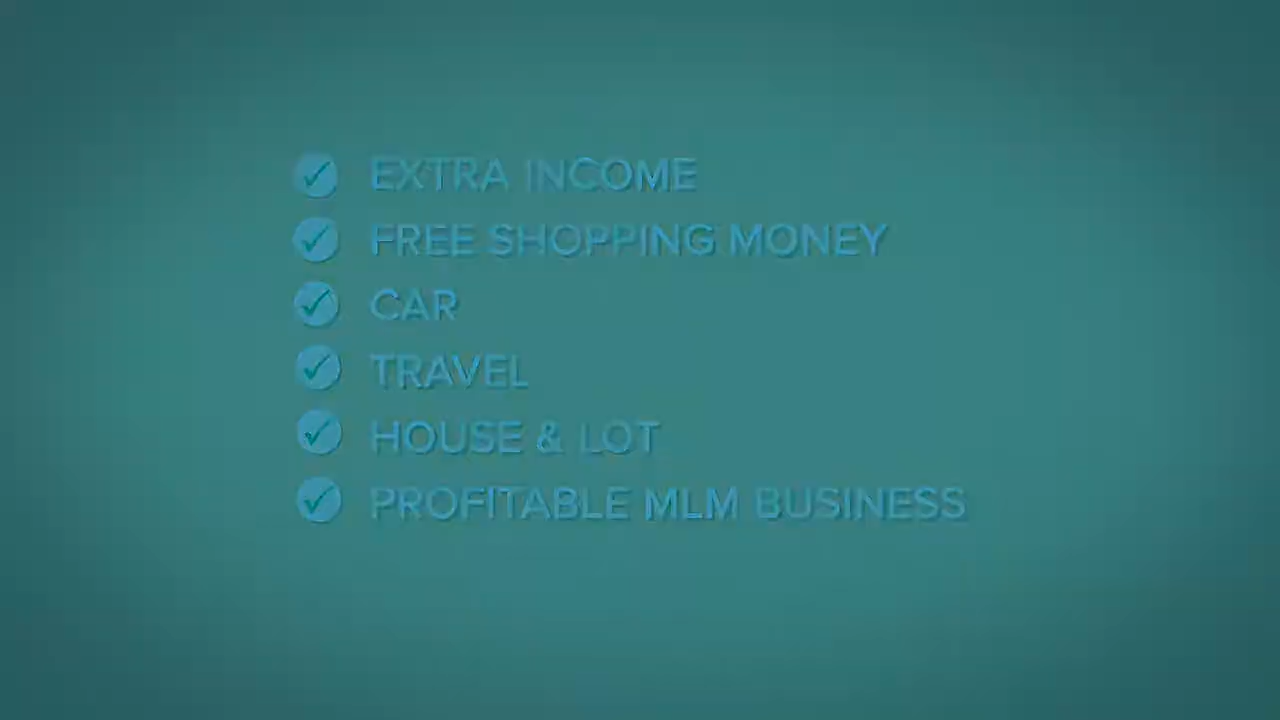 EXTRA INCOME
FREE SHOPPING MONEY
CAR
TRAVEL
HOUSE & LOT
PROFITABLE MLM BUSINESS